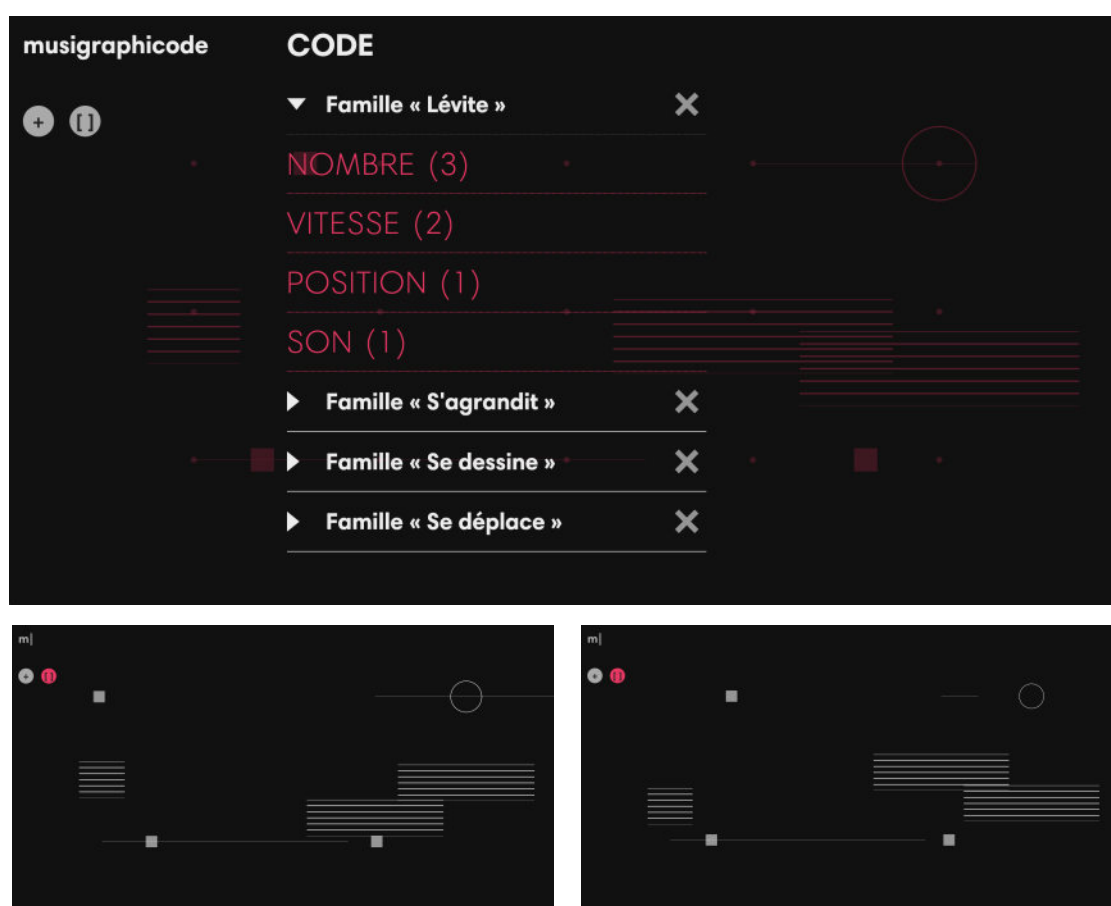 musigraphicode
CODE
+ []
Famille « Lévite »
NOMBRE (3)
VITESSE (2)
POSITION (1)
SON (1)
Famille « S'agrandit »
Famille « Se dessine »
Famille « Se déplace »
m|
+ []
m|
+ []